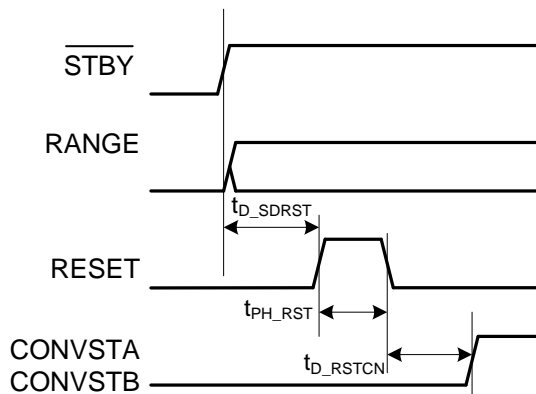 STBY
RANGE
tD_SDRST
RESET
tPH_RST
CONVSTA
tD_RSTCN
CONVSTB